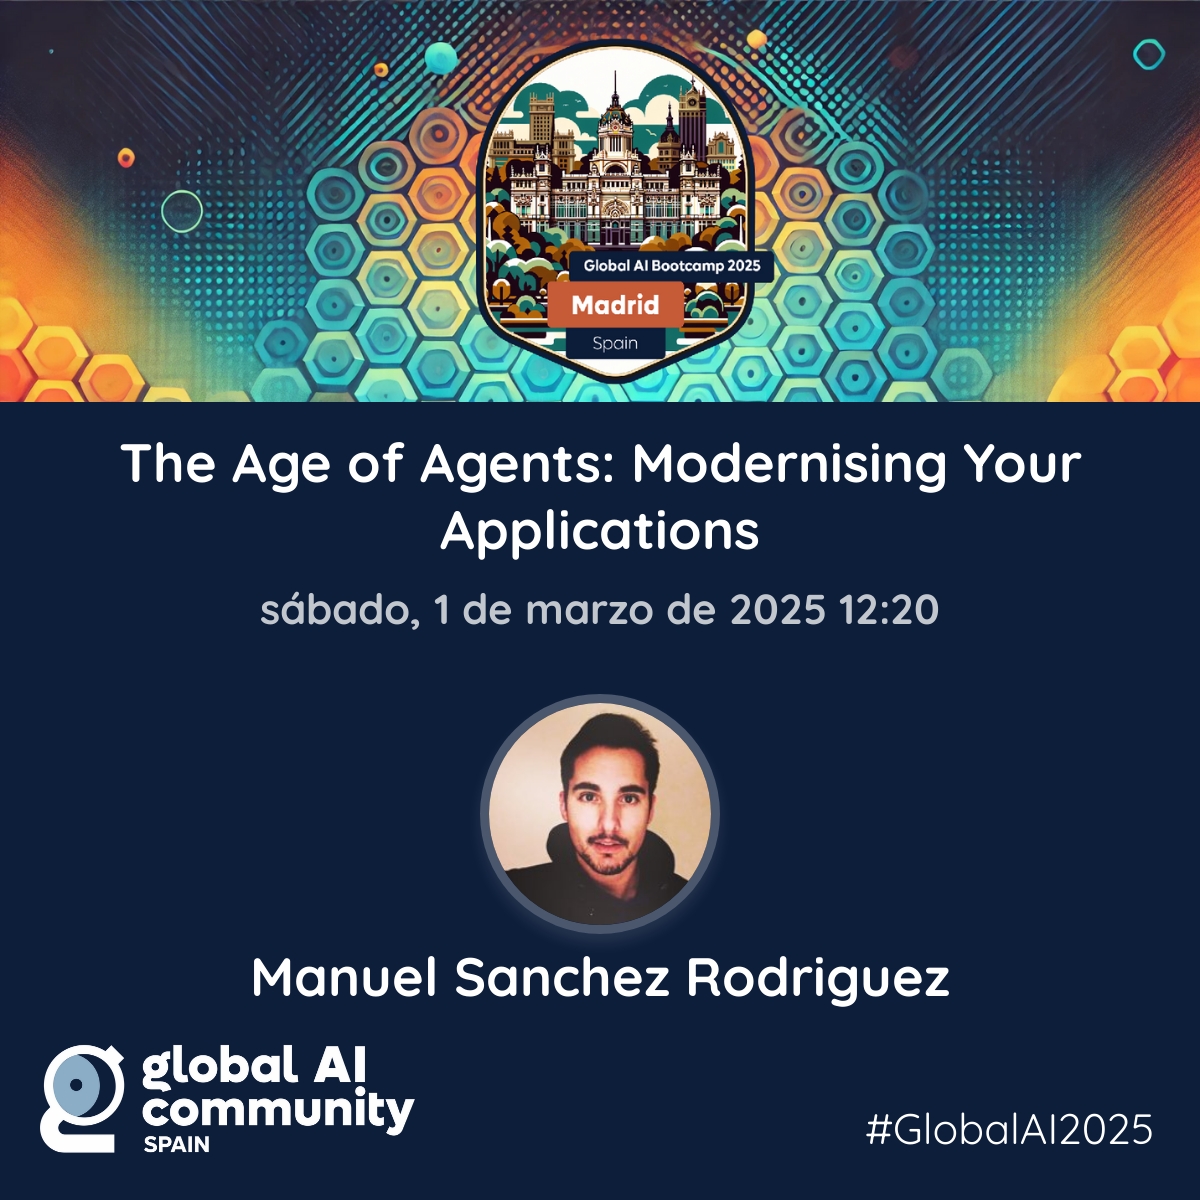 Global AI Bootcamp 2025
Madrid
Spain
The Age of Agents: Modernising Your
Applications
sábado, 1 de marzo de 2025 12:20
Manuel Sanchez Rodriguez
global AI
community
SPAIN
#GlobalAI2025